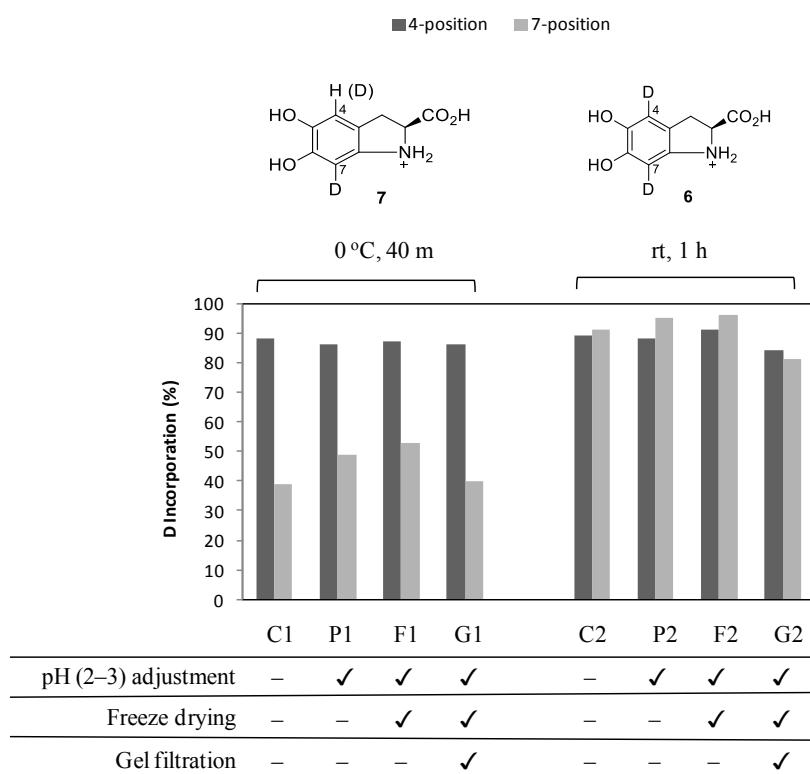 4-position 7-position
H (D) D
HO 4 CO₂H HO 4 CO₂H
HO 7 NH₂ HO 7 NH₂
+ +
D D
7 6
0 ºC, 40 m rt, 1 h
D Incorporation (%)
100
90
80
70
60
50
40
30
20
10
0
C1 P1 F1 G1 C2 P2 F2 G2
pH (2–3) adjustment – ✓ ✓ ✓ – ✓ ✓ ✓
Freeze drying – – ✓ ✓ – – ✓ ✓
Gel filtration – – – ✓ – – – ✓